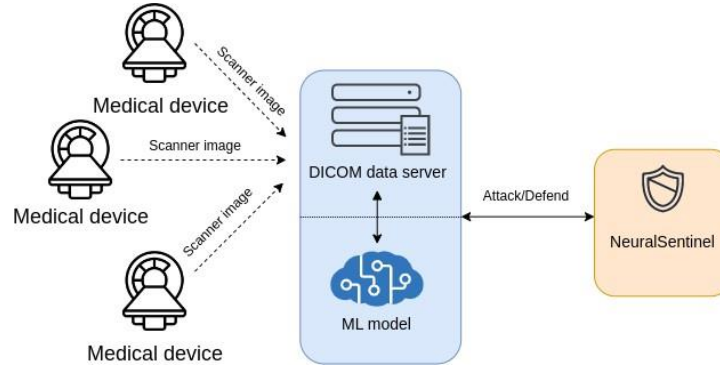 Scanner image
Medical device
Scanner image
Medical device
Scanner image
Medical device
DICOM data server
ML model
Attack/Defend
NeuralSentinel